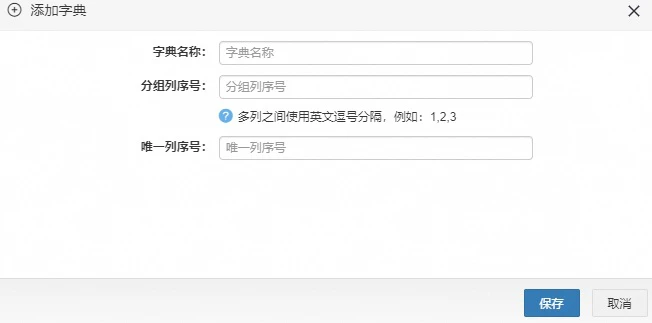 添加字典
字典名称： 字典名称
分组列序号： 分组列序号
多列之间使用英文逗号分隔，例如：1,2,3
唯一列序号： 唯一列序号
保存 取消